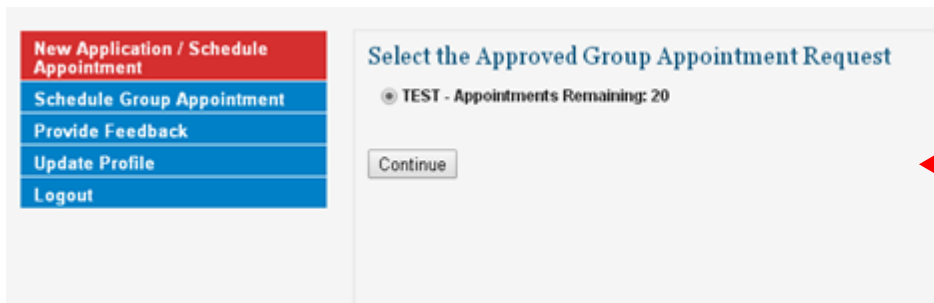 New Application / Schedule
Appointment
Schedule Group Appointment
Provide Feedback
Update Profile
Logout
Select the Approved Group Appointment Request
TEST - Appointments Remaining: 20
Continue